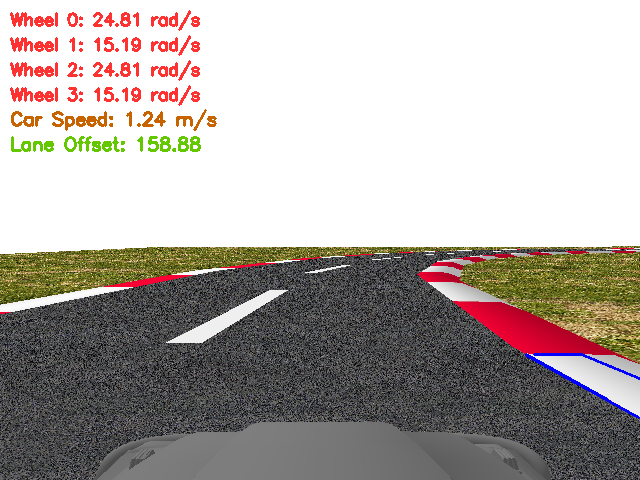 Wheel 0: 24.81 rad/s
Wheel 1: 15.19 rad/s
Wheel 2: 24.81 rad/s
Wheel 3: 15.19 rad/s
Car Speed: 1.24 m/s
Lane Offset: 158.88